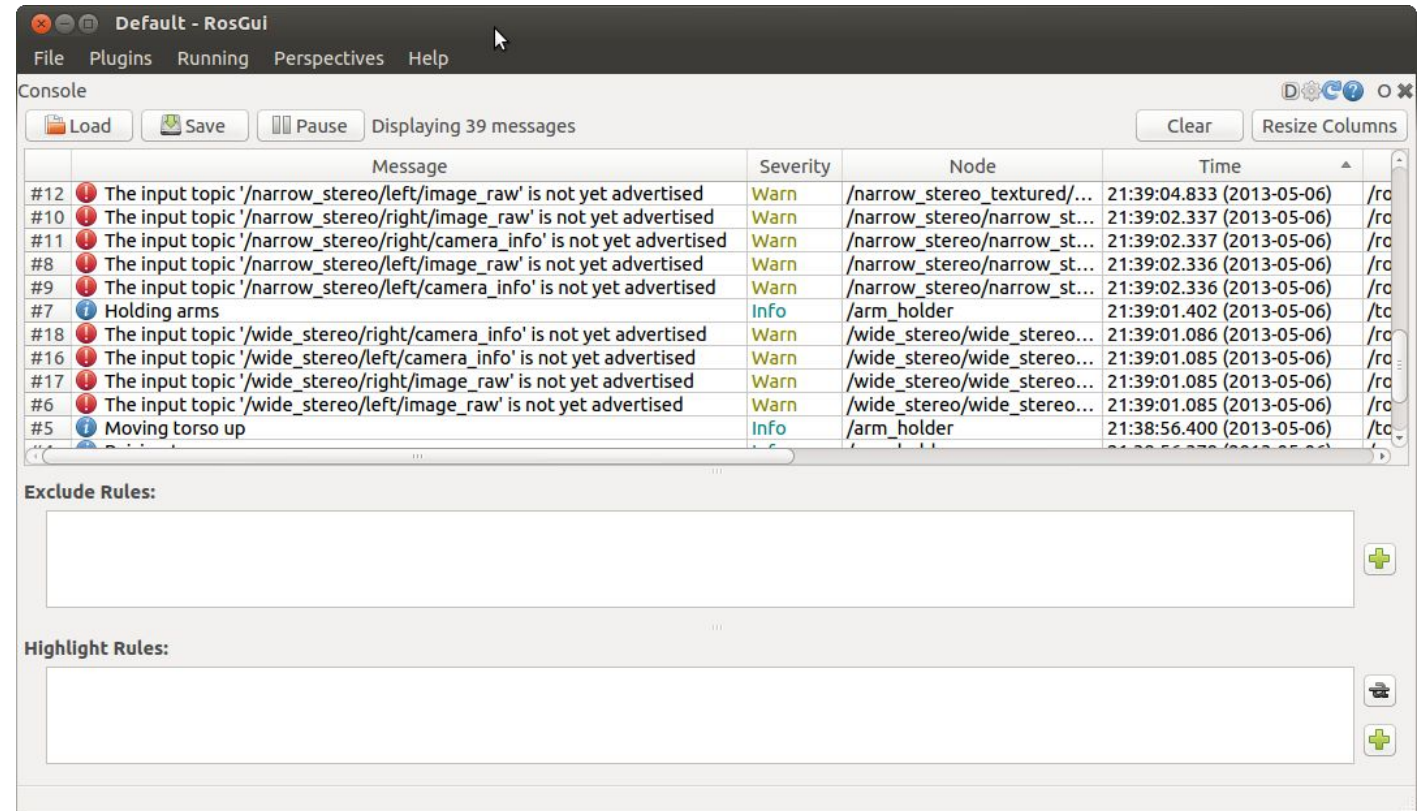 Default - RosGui
File Plugins Running Perspectives Help
Console D O
Load Save Pause Displaying 39 messages Clear Resize Columns
Message Severity Node Time
#12 The input topic '/narrow_stereo/left/image_raw' is not yet advertised Warn /narrow_stereo_textured/... 21:39:04.833 (2013-05-06) /ro
#10 The input topic '/narrow_stereo/right/image_raw' is not yet advertised Warn /narrow_stereo/narrow_st... 21:39:02.337 (2013-05-06) /ro
#11 The input topic '/narrow_stereo/right/camera_info' is not yet advertised Warn /narrow_stereo/narrow_st... 21:39:02.337 (2013-05-06) /ro
#8 The input topic '/narrow_stereo/left/image_raw' is not yet advertised Warn /narrow_stereo/narrow_st... 21:39:02.336 (2013-05-06) /ro
#9 The input topic '/narrow_stereo/left/camera_info' is not yet advertised Warn /narrow_stereo/narrow_st... 21:39:02.336 (2013-05-06) /ro
#7 Holding arms Info /arm_holder 21:39:01.402 (2013-05-06) /to
#18 The input topic '/wide_stereo/right/camera_info' is not yet advertised Warn /wide_stereo/wide_stereo... 21:39:01.086 (2013-05-06) /ro
#16 The input topic '/wide_stereo/left/camera_info' is not yet advertised Warn /wide_stereo/wide_stereo... 21:39:01.085 (2013-05-06) /ro
#17 The input topic '/wide_stereo/right/image_raw' is not yet advertised Warn /wide_stereo/wide_stereo... 21:39:01.085 (2013-05-06) /ro
#6 The input topic '/wide_stereo/left/image_raw' is not yet advertised Warn /wide_stereo/wide_stereo... 21:39:01.085 (2013-05-06) /ro
#5 Moving torso up Info /arm_holder 21:38:56.400 (2013-05-06) /to
Exclude Rules:
Highlight Rules: